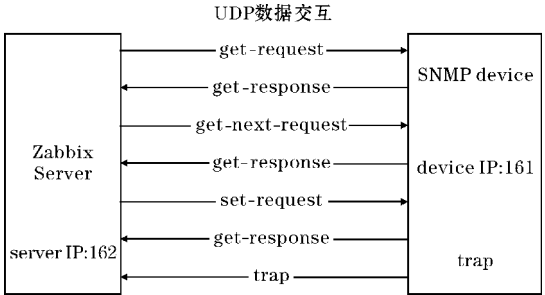 UDP数据交互
get-request
SNMP device
get-response
get-next-request
Zabbix
Server
get-response
device IP:161
set-request
get-response
server IP:162
trap
trap